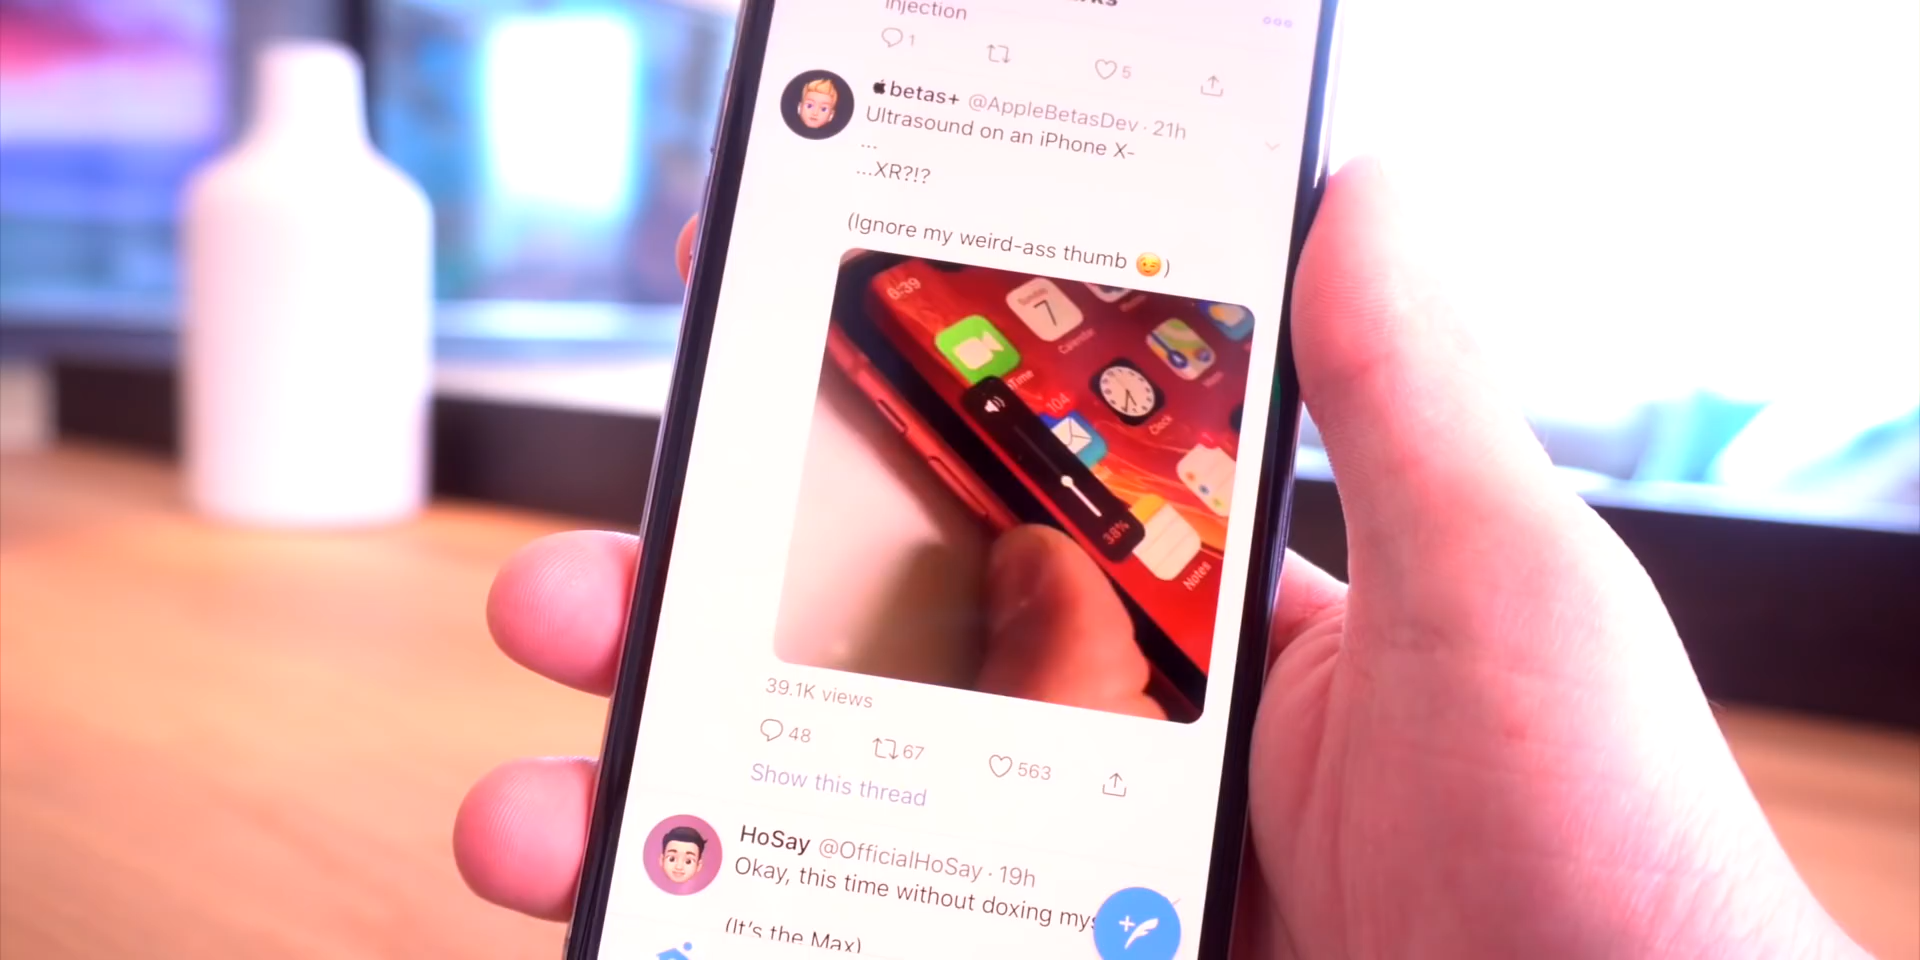 injection
1
5
betas+ @AppleBetasDev · 21h
Ultrasound on an iPhone X-
...
...XR?!?
(Ignore my weird-ass thumb 😉)
6:39
Sunday
7
Calendar
Time
104
Clock
38%
Notes
39.1K views
48
67
563
Show this thread
HoSay @OfficialHoSay · 19h
Okay, this time without doxing mys
(It's the Max)